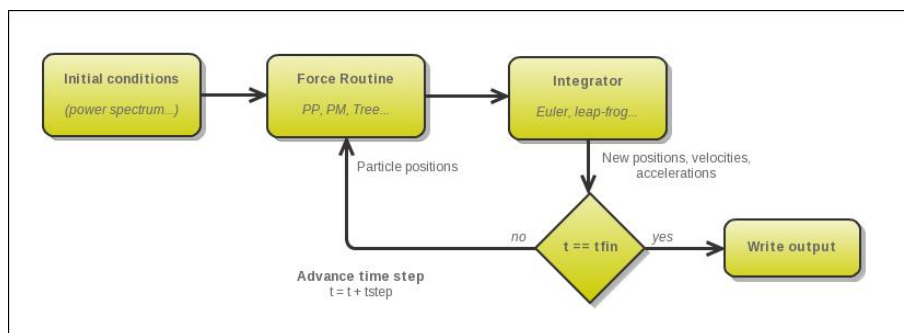 Initial conditions
(power spectrum...)
Force Routine
PP, PM, Tree...
Integrator
Euler, leap-frog...
Particle positions
New positions, velocities,
accelerations
no
t == tfin
yes
Write output
Advance time step
t = t + tstep